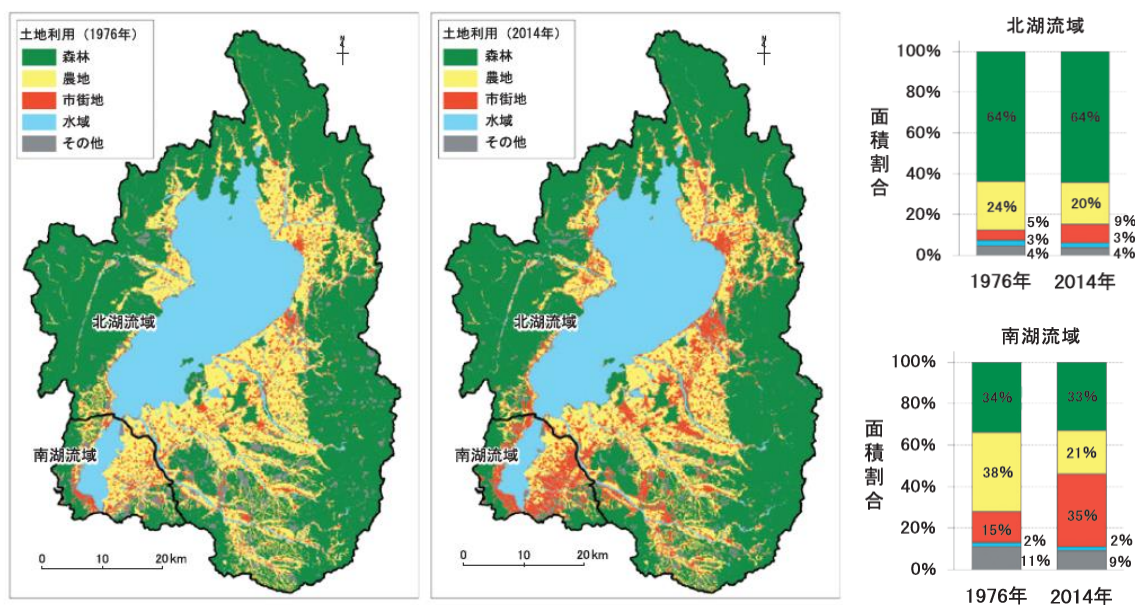 土地利用（1976年）
森林
農地
市街地
水域
その他
N
北湖流域
南湖流域
0 10 20km
土地利用（2014年）
森林
農地
市街地
水域
その他
N
北湖流域
南湖流域
0 10 20km
北湖流域
面積割合
100%
80%
60%
40%
20%
0%
64%
24%
5%
3%
4%
64%
20%
9%
3%
4%
1976年 2014年
南湖流域
面積割合
100%
80%
60%
40%
20%
0%
34%
38%
15%
2%
11%
33%
21%
35%
2%
9%
1976年 2014年